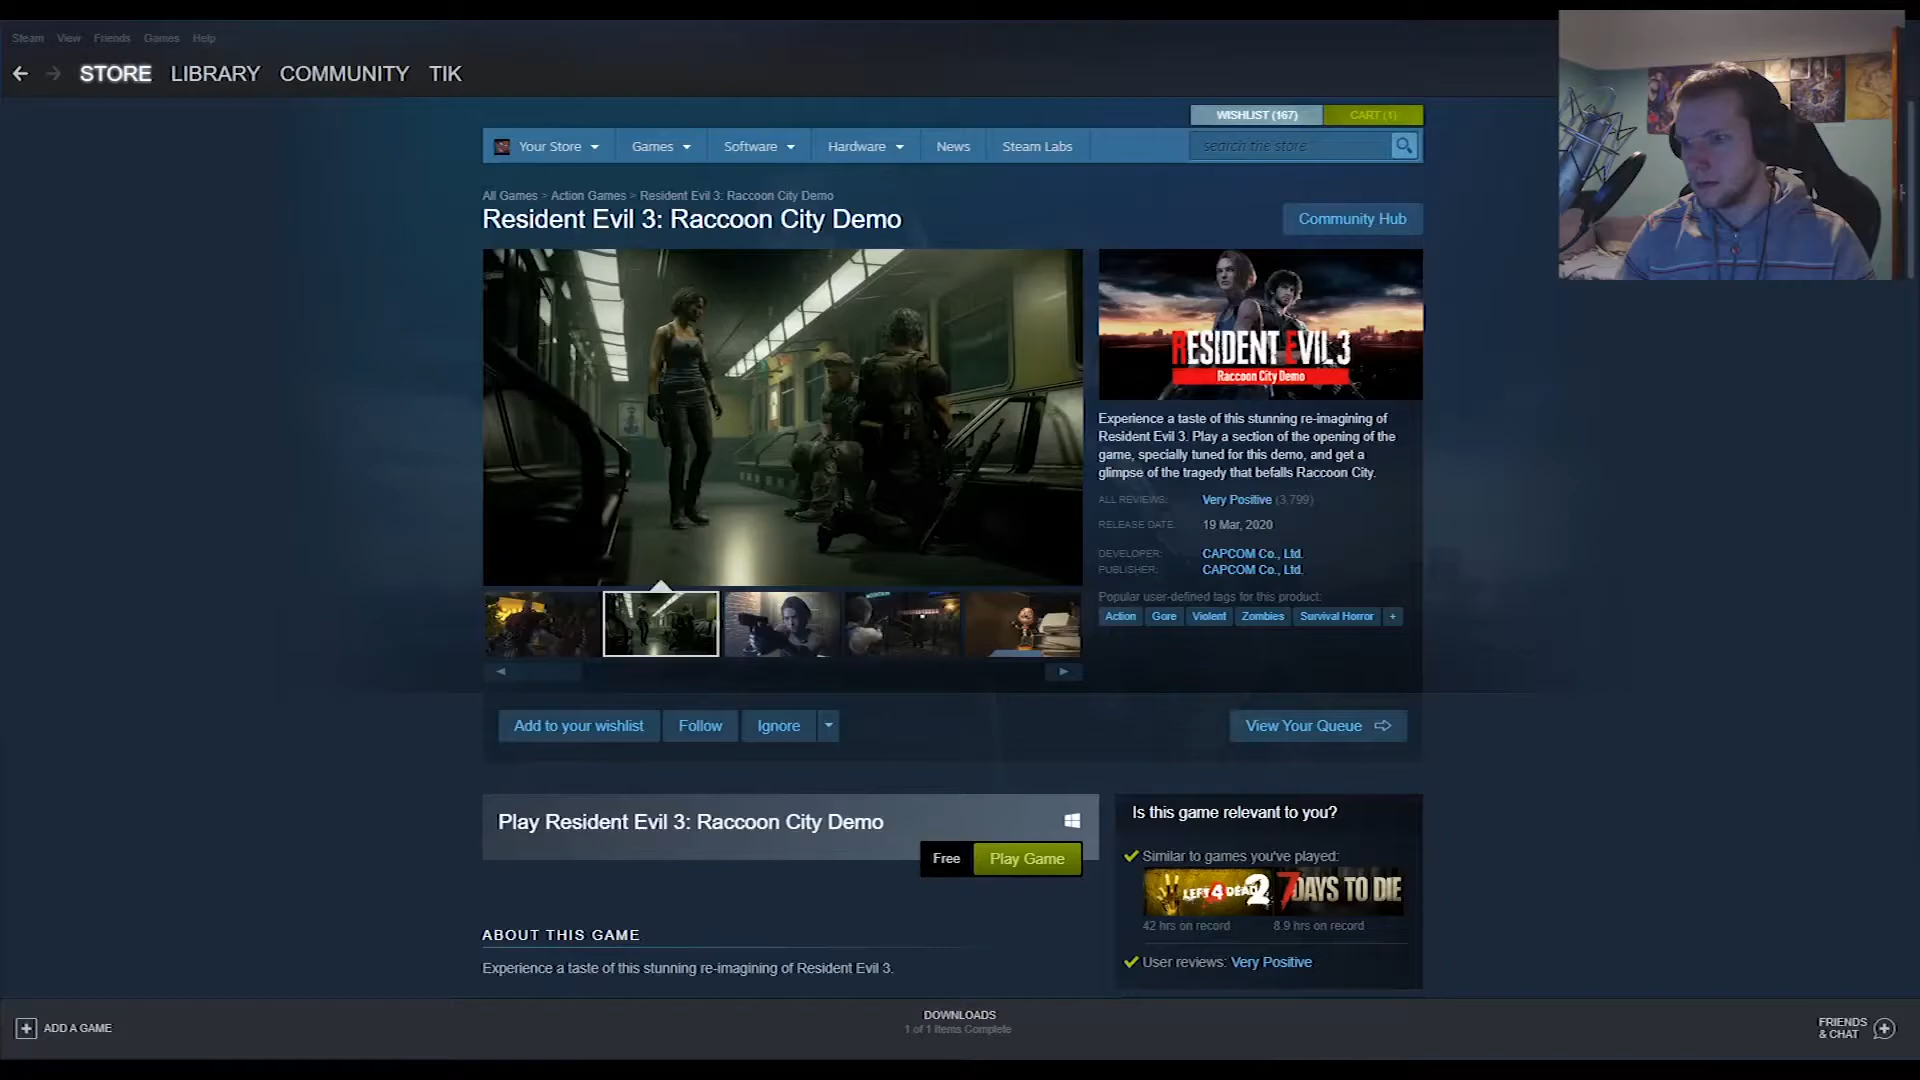 Steam View Friends Games Help
STORE LIBRARY COMMUNITY TIK
WISHLIST (167) CART (1)
Your Store Games Software Hardware News Steam Labs search the store
All Games > Action Games > Resident Evil 3: Raccoon City Demo
Resident Evil 3: Raccoon City Demo
Community Hub
RESIDENT EVIL 3
Raccoon City Demo
Experience a taste of this stunning re-imagining of
Resident Evil 3. Play a section of the opening of the
game, specially tuned for this demo, and get a
glimpse of the tragedy that befalls Raccoon City.
ALL REVIEWS: Very Positive (3,799)
RELEASE DATE: 19 Mar, 2020
DEVELOPER: CAPCOM Co., Ltd.
PUBLISHER: CAPCOM Co., Ltd.
Popular user-defined tags for this product:
Action Gore Violent Zombies Survival Horror +
Add to your wishlist Follow Ignore View Your Queue
Play Resident Evil 3: Raccoon City Demo
Free Play Game
Is this game relevant to you?
Similar to games you've played:
LEFT 4 DEAD 2 7 DAYS TO DIE
42 hrs on record 8.9 hrs on record
User reviews: Very Positive
ABOUT THIS GAME
Experience a taste of this stunning re-imagining of Resident Evil 3.
ADD A GAME
DOWNLOADS
1 of 1 Items Complete
FRIENDS
& CHAT